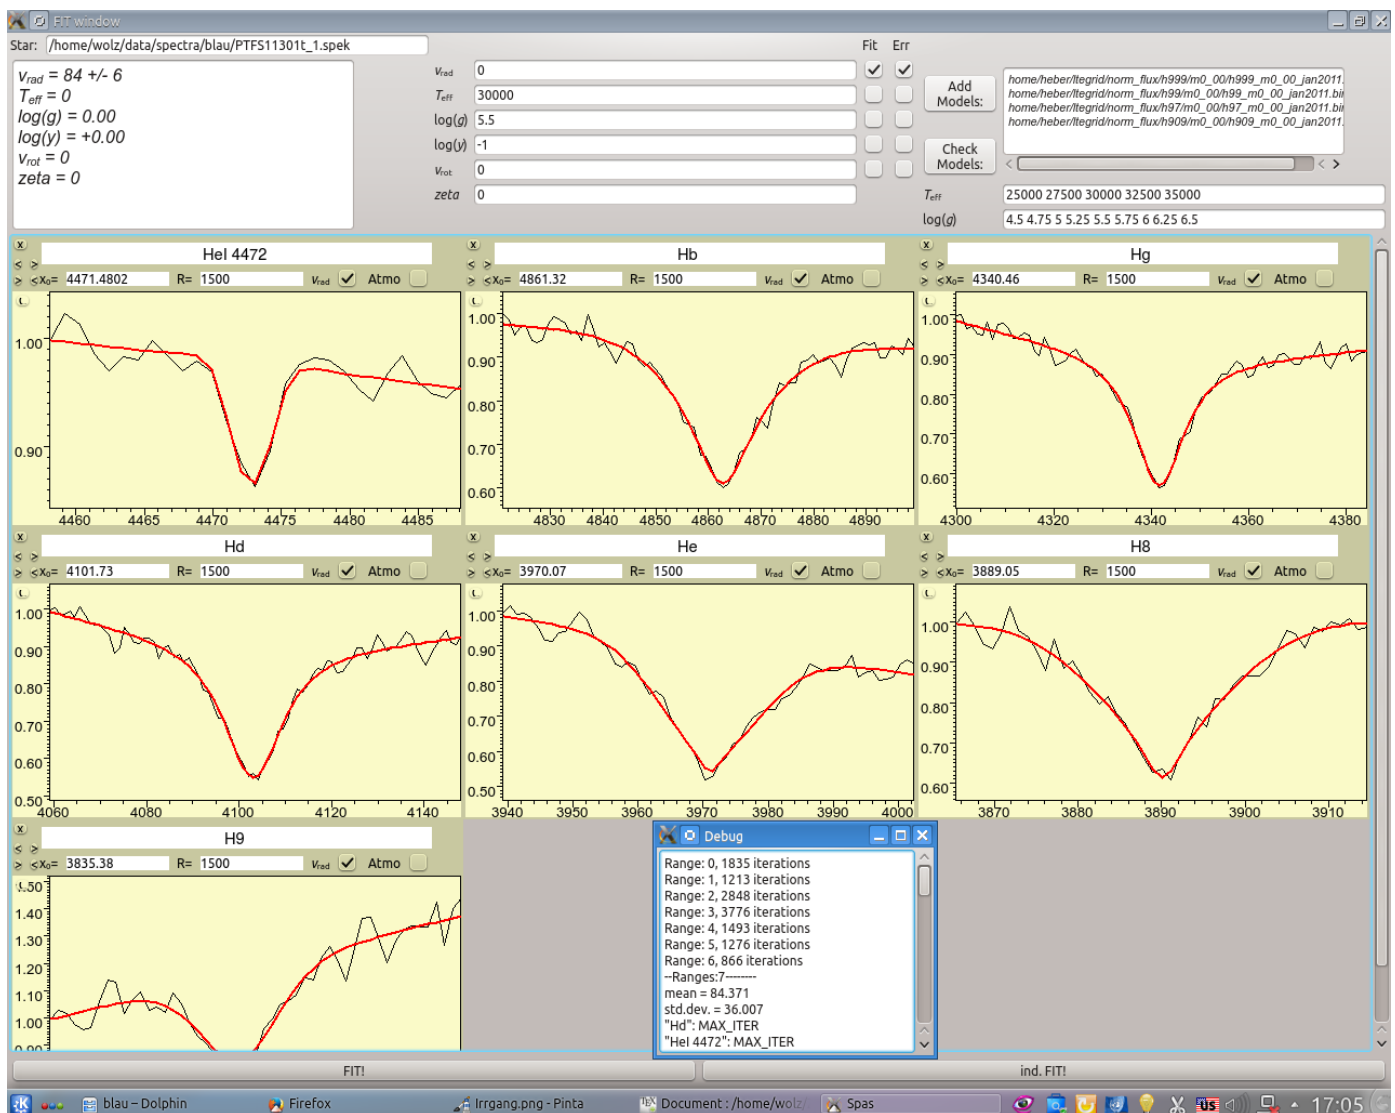 FIT window
Star: /home/wolz/data/spectra/blau/PTFS11301t_1.spek
Fit Err
vrad = 84 +/- 6
Teff = 0
log(g) = 0.00
log(y) = +0.00
vrot = 0
zeta = 0
vrad 0
Teff 30000
log(g) 5.5
log(y) -1
vrot 0
zeta 0
Add Models:
Check Models:
home/heber/ltegrid/norm_flux/h999/m0_00/h999_m0_00_jan2011.
home/heber/ltegrid/norm_flux/h99/m0_00/h99_m0_00_jan2011.bin
home/heber/ltegrid/norm_flux/h97/m0_00/h97_m0_00_jan2011.bin
home/heber/ltegrid/norm_flux/h909/m0_00/h909_m0_00_jan2011.
Teff 25000 27500 30000 32500 35000
log(g) 4.5 4.75 5 5.25 5.5 5.75 6 6.25 6.5
HeI 4472
x₀= 4471.4802 R= 1500 vrad Atmo
1.00
0.90
4460 4465 4470 4475 4480 4485
Hb
x₀= 4861.32 R= 1500 vrad Atmo
1.00
0.90
0.80
0.70
0.60
4830 4840 4850 4860 4870 4880 4890
Hg
x₀= 4340.46 R= 1500 vrad Atmo
1.00
0.90
0.80
0.70
0.60
4300 4320 4340 4360 4380
Hd
x₀= 4101.73 R= 1500 vrad Atmo
1.00
0.90
0.80
0.70
0.60
0.50
4060 4080 4100 4120 4140
He
x₀= 3970.07 R= 1500 vrad Atmo
1.00
0.90
0.80
0.70
0.60
0.50
3940 3950 3960 3970 3980 3990 4000
H8
x₀= 3889.05 R= 1500 vrad Atmo
1.00
0.90
0.80
0.70
0.60
3870 3880 3890 3900 3910
H9
x₀= 3835.38 R= 1500 vrad Atmo
1.50
1.40
1.30
1.20
1.10
1.00
0.90
Debug
Range: 0, 1835 iterations
Range: 1, 1213 iterations
Range: 2, 2848 iterations
Range: 3, 3776 iterations
Range: 4, 1493 iterations
Range: 5, 1276 iterations
Range: 6, 866 iterations
--Ranges:7--------
mean = 84.371
std.dev. = 36.007
"Hd": MAX_ITER
"HeI 4472": MAX_ITER
FIT! ind. FIT!
blau – Dolphin Firefox Irrgang.png - Pinta Document : /home/wolz/ Spas us 17:05